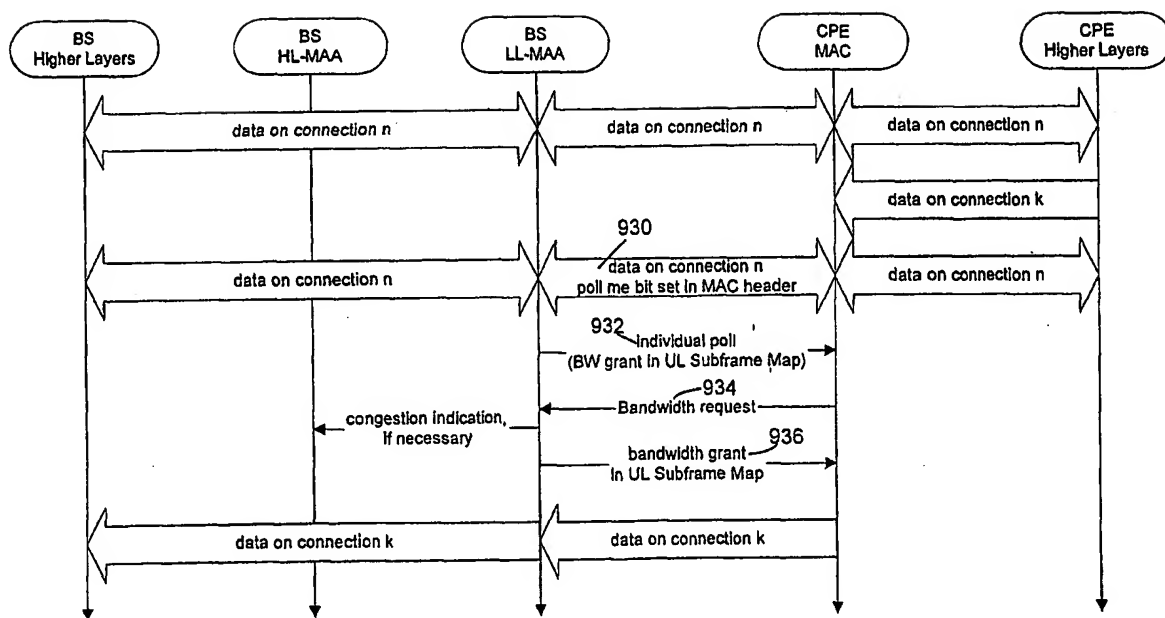 BS
Higher Layers
BS
HL-MAA
BS
LL-MAA
CPE
MAC
CPE
Higher Layers
data on connection n
data on connection n
data on connection n
data on connection k
930
data on connection n
data on connection n
poll me bit set in MAC header
data on connection n
932
individual poll
(BW grant in UL Subframe Map)
934
Bandwidth request
congestion indication,
if necessary
936
bandwidth grant
in UL Subframe Map
data on connection k
data on connection k